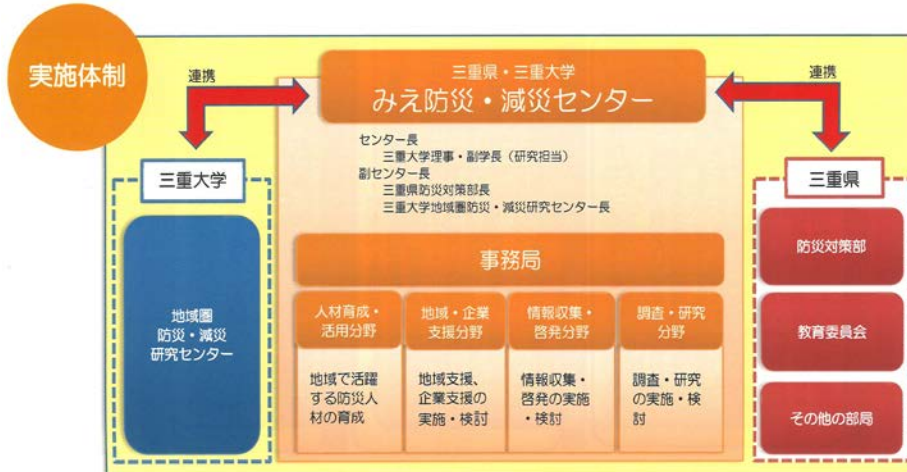 実施体制
連携
三重県・三重大学
みえ防災・減災センター
連携
センター長
三重大学理事・副学長（研究担当）
副センター長
三重県防災対策部長
三重大学地域圏防災・減災研究センター長
三重大学
地域圏
防災・減災
研究センター
事務局
人材育成・
活用分野
地域で活躍
する防災人
材の育成
地域・企業
支援分野
地域支援、
企業支援の
実施・検討
情報収集・
啓発分野
情報収集・
啓発の実施
・検討
調査・研究
分野
調査・研究
の実施・検
討
三重県
防災対策部
教育委員会
その他の部局